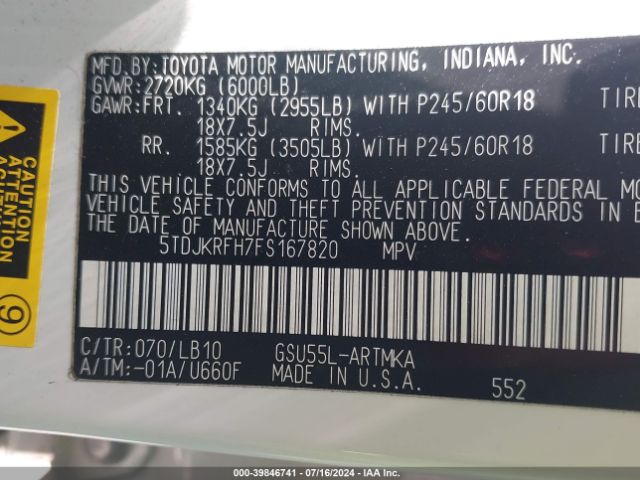 MFD.BY:TOYOTA MOTOR MANUFACTURING, INDIANA, INC.
GVWR:2720KG (6000LB)
GAWR:FRT. 1340KG (2955LB) WITH P245/60R18 TIRE
18X7.5J RIMS.
RR. 1585KG (3505LB) WITH P245/60R18 TIRE
18X7.5J RIMS.
THIS VEHICLE CONFORMS TO ALL APPLICABLE FEDERAL MO
VEHICLE SAFETY AND THEFT PREVENTION STANDARDS IN
THE DATE OF MANUFACTURE SHOWN ABOVE.
5TDJKRFH7FS167820 MPV
C/TR:070/LB10 GSU55L-ARTMKA
A/TM:-01A/U660F MADE IN U.S.A. 552
CAUTION
ACTTENTION
9
000-39846741 - 07/16/2024 - IAA Inc.